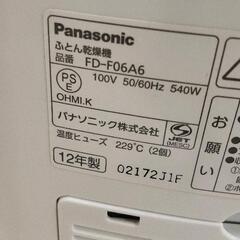 Panasonic
ふとん乾燥機
品番 FD-F06A6
100V 50/60Hz 540W
PS
E
OHMI.K
パナソニック株式会社
JET
(MESC)
温度ヒューズ 229℃ (2個)
12年製 02172J1F
お願い